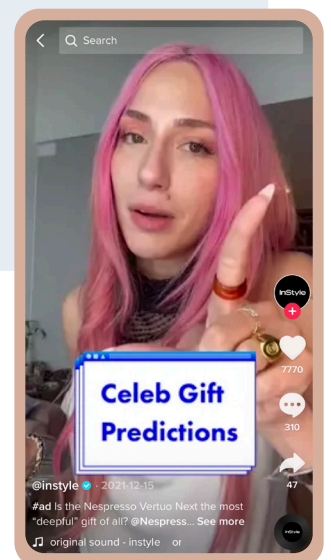 Search
InStyle
7770
310
47
Celeb Gift
Predictions
@instyle · 2021-12-15
#ad Is the Nespresso Vertuo Next the most
“deepful” gift of all? @Nespress... See more
original sound - instyle or
InStyle